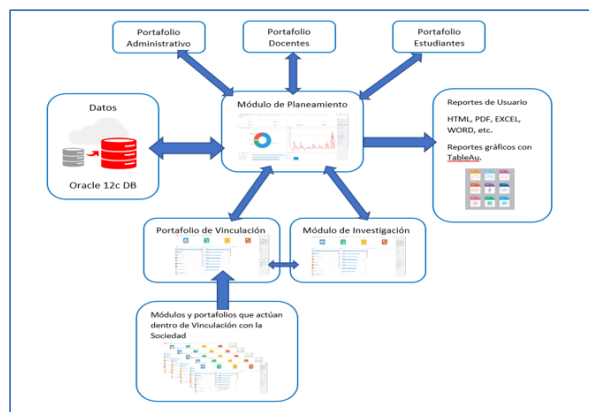 Portafolio
Administrativo
Portafolio
Docentes
Portafolio
Estudiantes
Datos
Oracle 12c DB
Módulo de Planeamiento
Reportes de Usuario
HTML, PDF, EXCEL,
WORD, etc.
Reportes gráficos con
TableAu.
Portafolio de Vinculación
Módulo de Investigación
Módulos y portafolios que actúan
dentro de Vinculación con la
Sociedad